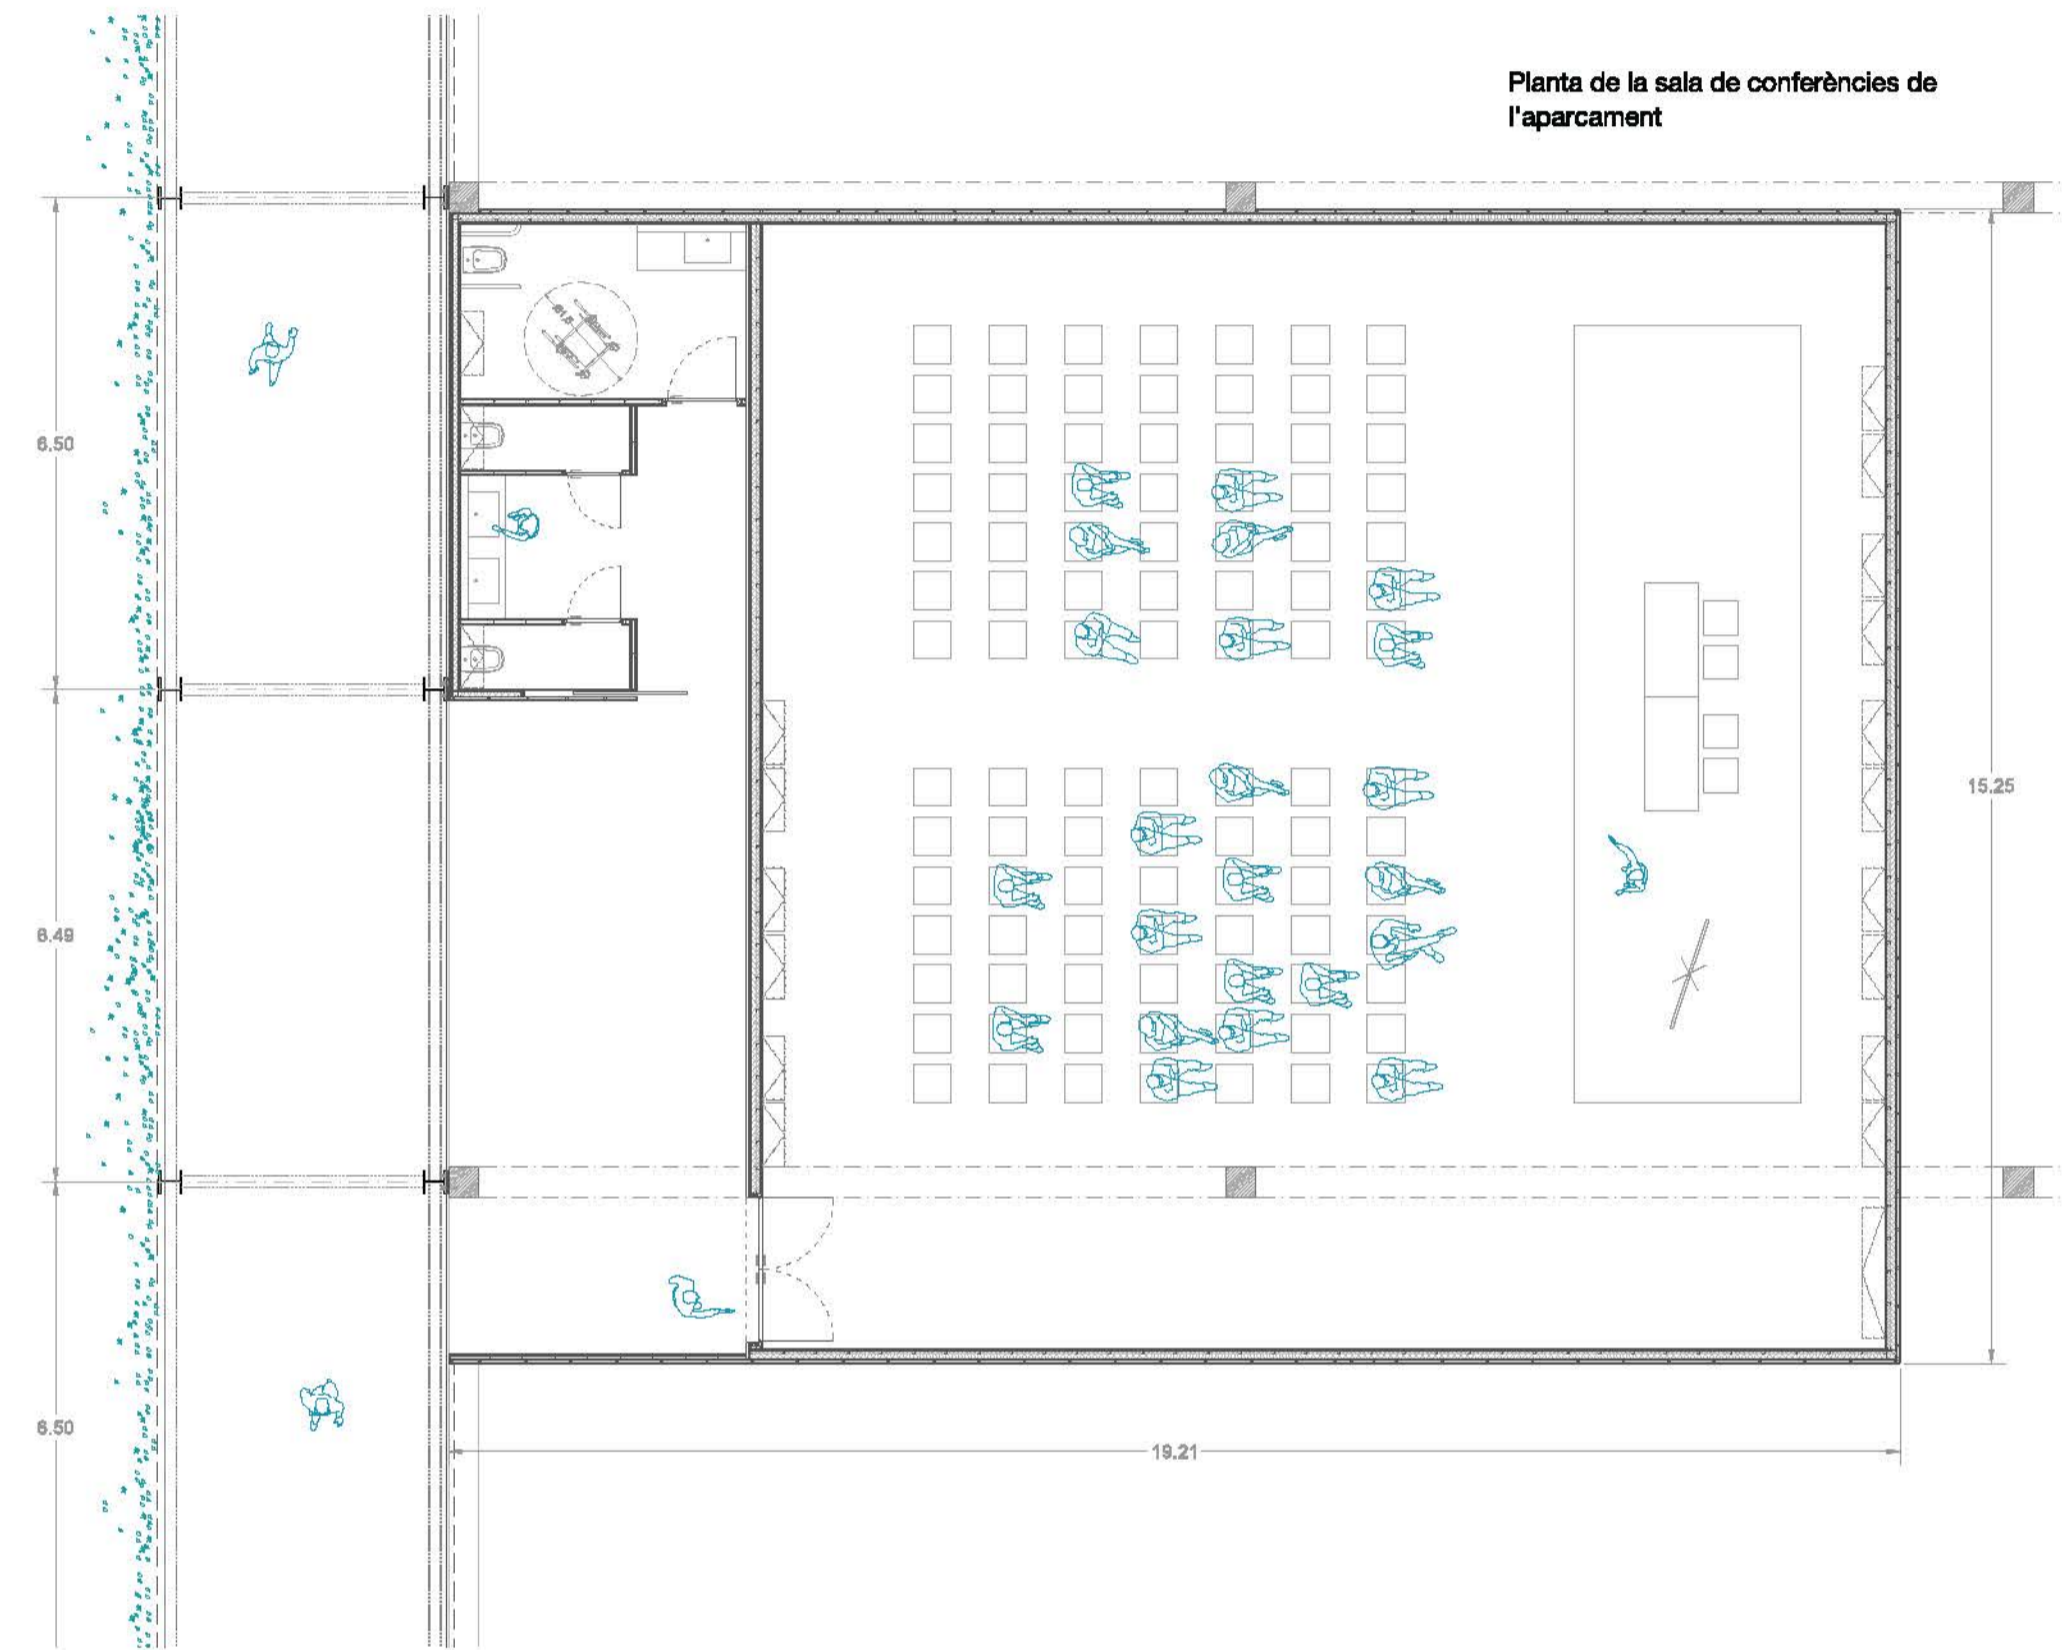 Planta de la sala de conferències de
l'aparcament
6.50
6.49
6.50
15.25
19.21